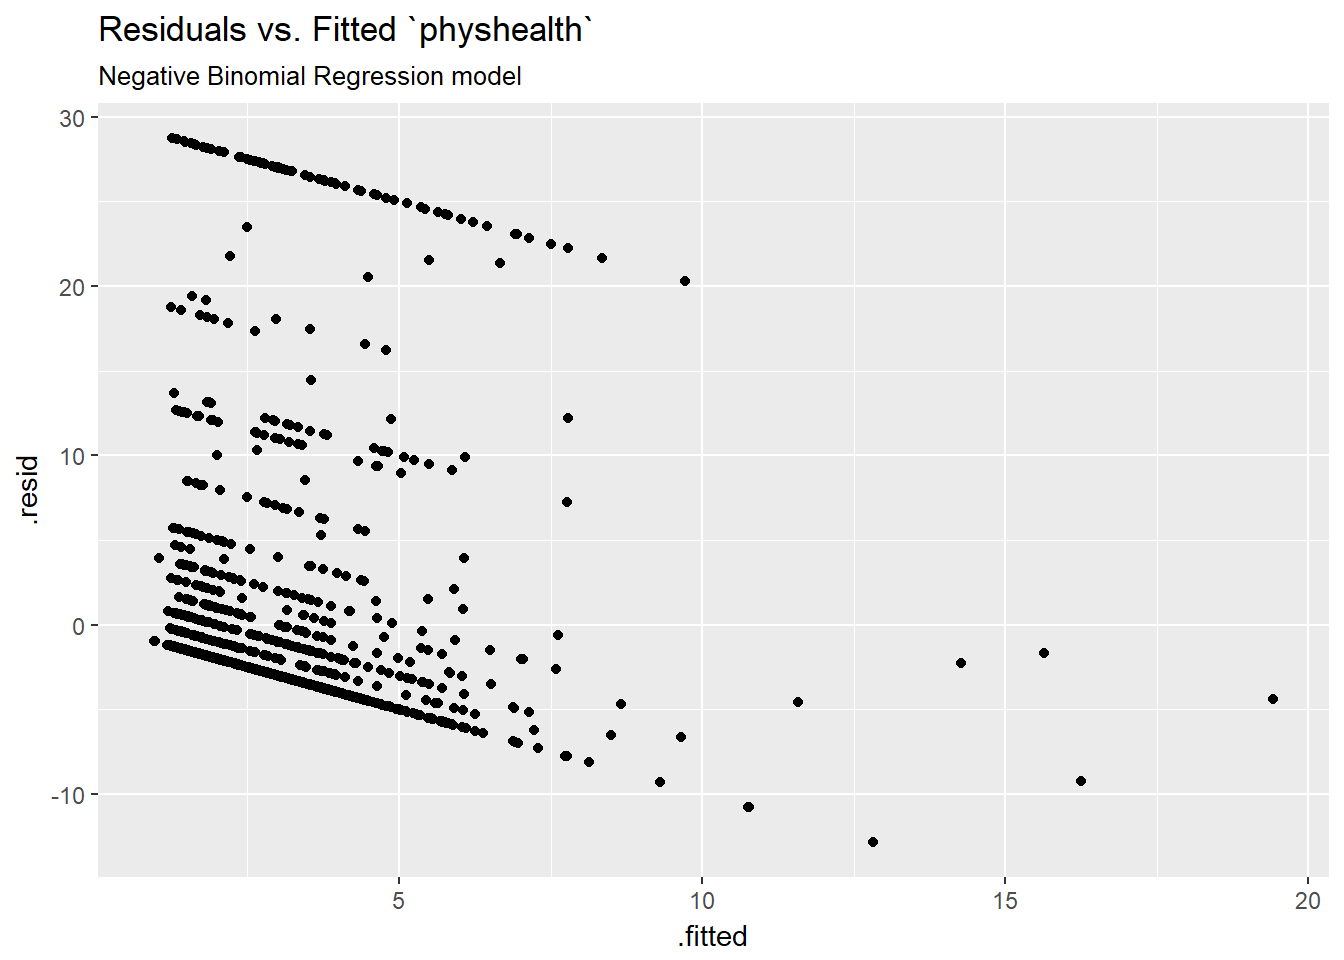 Residuals vs. Fitted `physhealth`
Negative Binomial Regression model
30
20
10
0
-10
.resid
5
10
15
20
.fitted